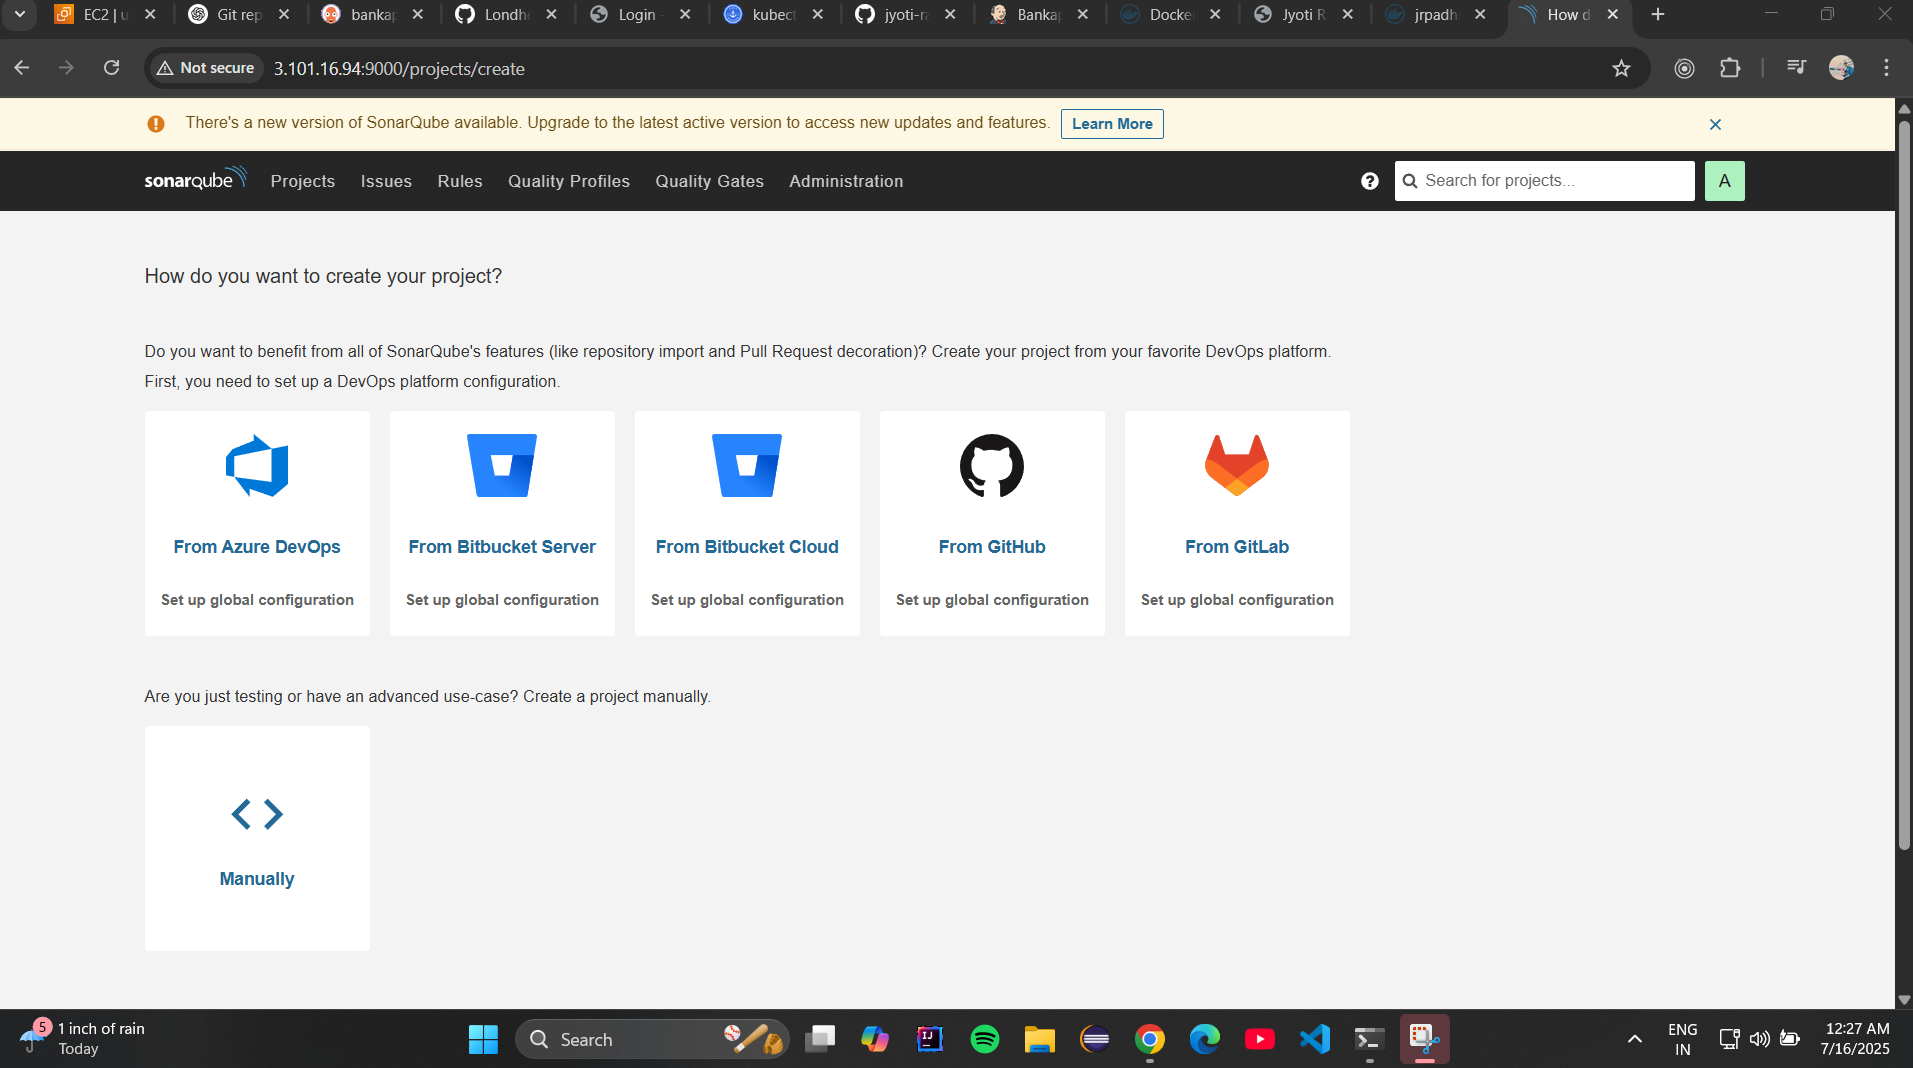 EC2 | u
Git rep
bankap
Londhe
Login -
kubect
jyoti-ra
Bankap
Docker
Jyoti R
jrpadh
How d
Not secure
3.101.16.94:9000/projects/create
There's a new version of SonarQube available. Upgrade to the latest active version to access new updates and features.
Learn More
sonarqube
Projects
Issues
Rules
Quality Profiles
Quality Gates
Administration
Search for projects...
A
How do you want to create your project?
Do you want to benefit from all of SonarQube's features (like repository import and Pull Request decoration)? Create your project from your favorite DevOps platform.
First, you need to set up a DevOps platform configuration.
From Azure DevOps
Set up global configuration
From Bitbucket Server
Set up global configuration
From Bitbucket Cloud
Set up global configuration
From GitHub
Set up global configuration
From GitLab
Set up global configuration
Are you just testing or have an advanced use-case? Create a project manually.
Manually
5
1 inch of rain
Today
Search
IJ
ENG
IN
12:27 AM
7/16/2025